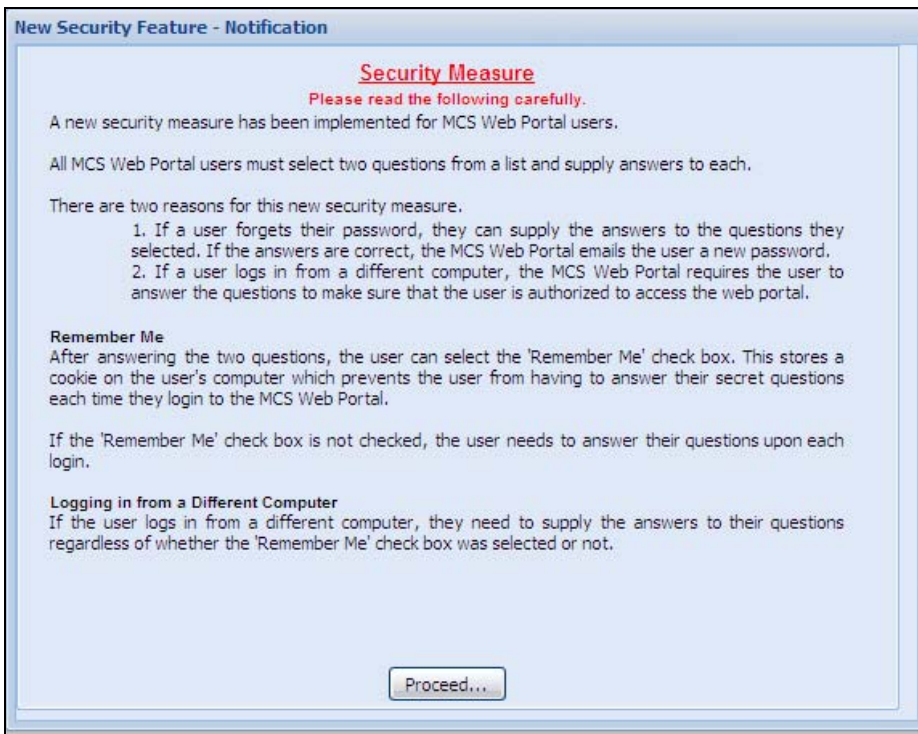 New Security Feature - Notification
Security Measure
Please read the following carefully.
A new security measure has been implemented for MCS Web Portal users.
All MCS Web Portal users must select two questions from a list and supply answers to each.
There are two reasons for this new security measure.
1. If a user forgets their password, they can supply the answers to the questions they
selected. If the answers are correct, the MCS Web Portal emails the user a new password.
2. If a user logs in from a different computer, the MCS Web Portal requires the user to
answer the questions to make sure that the user is authorized to access the web portal.
Remember Me
After answering the two questions, the user can select the 'Remember Me' check box. This stores a
cookie on the user's computer which prevents the user from having to answer their secret questions
each time they login to the MCS Web Portal.
If the 'Remember Me' check box is not checked, the user needs to answer their questions upon each
login.
Logging in from a Different Computer
If the user logs in from a different computer, they need to supply the answers to their questions
regardless of whether the 'Remember Me' check box was selected or not.
Proceed...